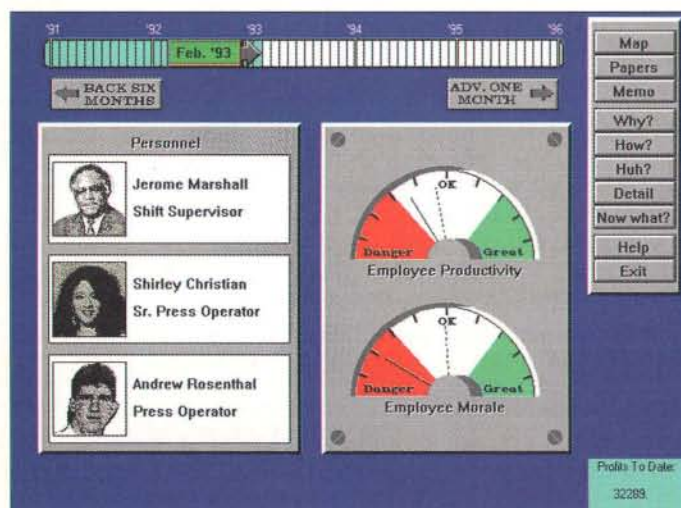 '91 '92 '93 '94 '95 '96
Feb. '93
BACK SIX
MONTHS
ADV. ONE
MONTH
Personnel
Jerome Marshall
Shift Supervisor
Shirley Christian
Sr. Press Operator
Andrew Rosenthal
Press Operator
OK
Danger Great
Employee Productivity
OK
Danger Great
Employee Morale
Map
Papers
Memo
Why?
How?
Huh?
Detail
Now what?
Help
Exit
Profits To Date:
32289.